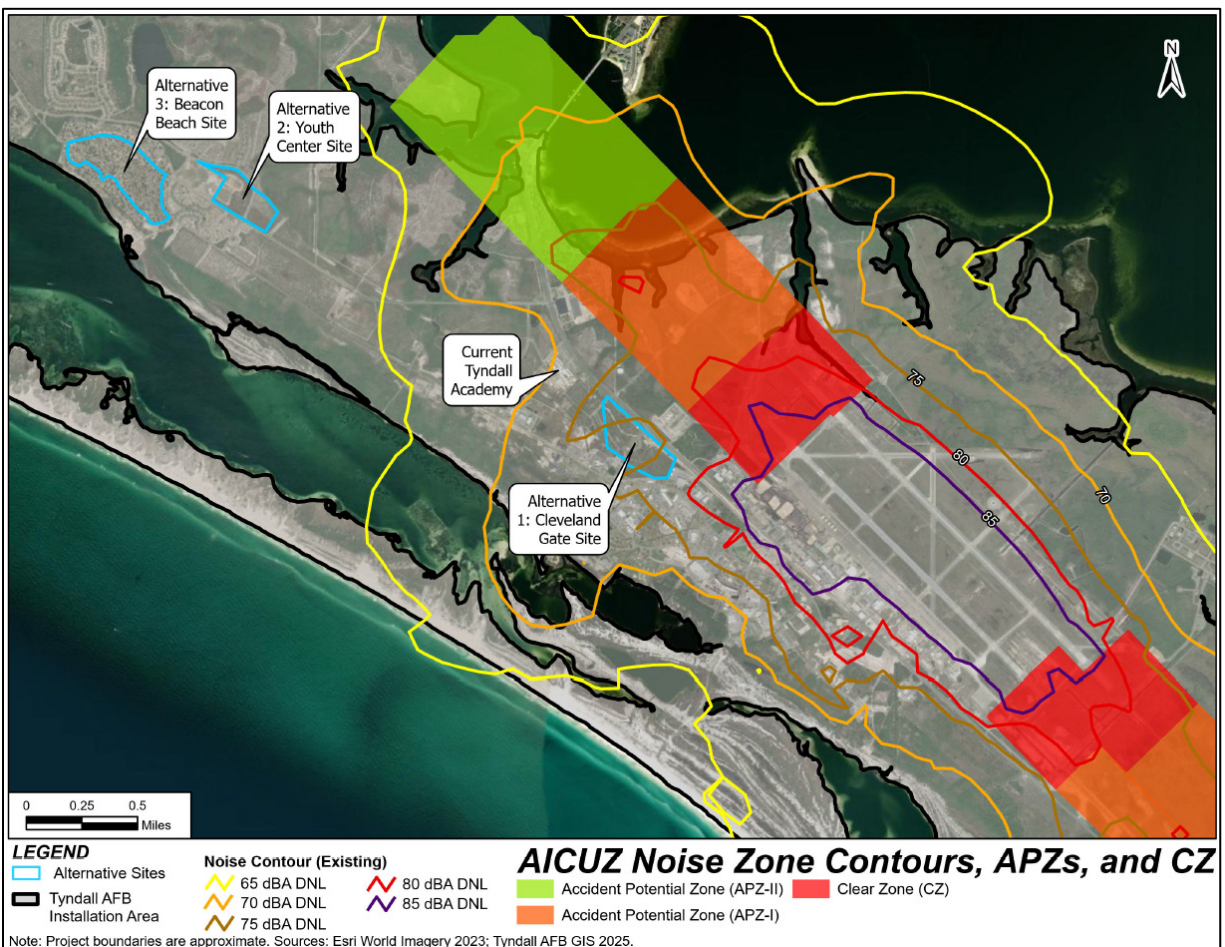 N
Alternative
3: Beacon
Beach Site
Alternative
2: Youth
Center Site
Current
Tyndall
Academy
75
80
70
85
Alternative
1: Cleveland
Gate Site
0 0.25 0.5
Miles
LEGEND
Alternative Sites
Tyndall AFB
Installation Area
Noise Contour (Existing)
65 dBA DNL
70 dBA DNL
75 dBA DNL
80 dBA DNL
85 dBA DNL
AICUZ Noise Zone Contours, APZs, and CZ
Accident Potential Zone (APZ-II)
Clear Zone (CZ)
Accident Potential Zone (APZ-I)
Note: Project boundaries are approximate. Sources: Esri World Imagery 2023; Tyndall AFB GIS 2025.